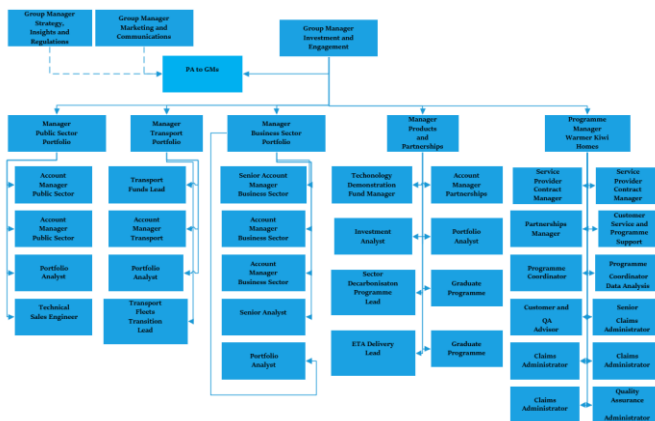 Group Manager
Strategy,
Insights and
Regulations
Group Manager
Marketing and
Communications
Group Manager
Investment and
Engagement
PA to GMs
Manager
Public Sector
Portfolio
Manager
Transport
Portfolio
Manager
Business Sector
Portfolio
Manager
Products
and
Partnerships
Programme
Manager
Warmer Kiwi
Homes
Account
Manager
Public Sector
Transport
Funds Lead
Senior Account
Manager
Business Sector
Techonology
Demonstration
Fund Manager
Account
Manager
Partnerships
Service
Provider
Contract
Manager
Service
Provider
Contract
Manager
Account
Manager
Public Sector
Account
Manager
Transport
Account
Manager
Business Sector
Investment
Analyst
Portfolio
Analyst
Partnerships
Manager
Customer
Service and
Programme
Support
Portfolio
Analyst
Portfolio
Analyst
Account
Manager
Business Sector
Sector
Decarbonisaton
Programme
Lead
Graduate
Programme
Programme
Coordinator
Programme
Coordinator
Data Analysis
Technical
Sales Engineer
Transport
Fleets
Transition
Lead
Senior Analyst
Customer and
QA
Advisor
Senior
Claims
Administrator
Portfolio
Analyst
ETA Delivery
Lead
Graduate
Programme
Claims
Administrator
Claims
Administrator
Claims
Administrator
Quality
Assurance
Administrator